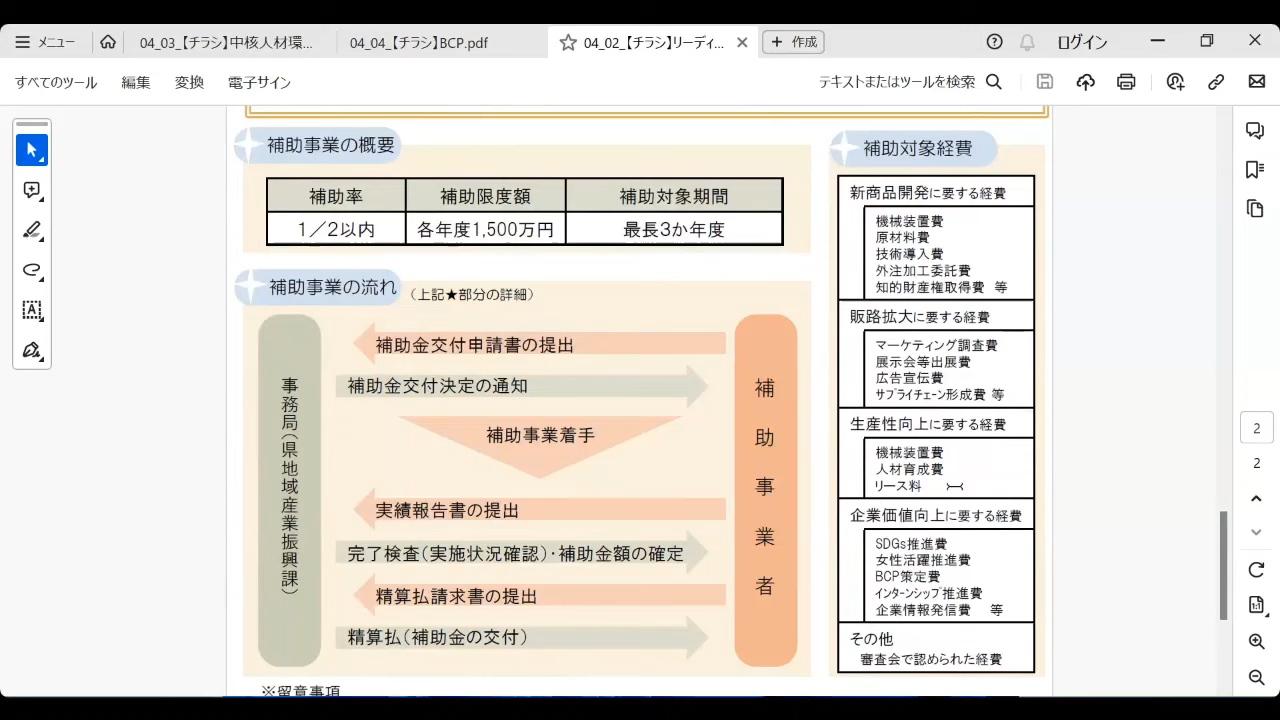 メニュー
04_03_【チラシ】中核人材環...
04_04_【チラシ】BCP.pdf
04_02_【チラシ】リーディ...
作成
ログイン
すべてのツール
編集
変換
電子サイン
テキストまたはツールを検索
補助事業の概要
補助率 補助限度額 補助対象期間
1/2以内 各年度1,500万円 最長3か年度
補助事業の流れ (上記★部分の詳細)
事務局(県地域産業振興課)
補助金交付申請書の提出
補助金交付決定の通知
補助事業着手
実績報告書の提出
完了検査(実施状況確認)・補助金額の確定
精算払請求書の提出
精算払(補助金の交付)
補助事業者
※留意事項
補助対象経費
新商品開発に要する経費
機械装置費
原材料費
技術導入費
外注加工委託費
知的財産権取得費 等
販路拡大に要する経費
マーケティング調査費
展示会等出展費
広告宣伝費
サプライチェーン形成費 等
生産性向上に要する経費
機械装置費
人材育成費
リース料
企業価値向上に要する経費
SDGs推進費
女性活躍推進費
BCP策定費
インターンシップ推進費
企業情報発信費 等
その他
審査会で認められた経費
2
2